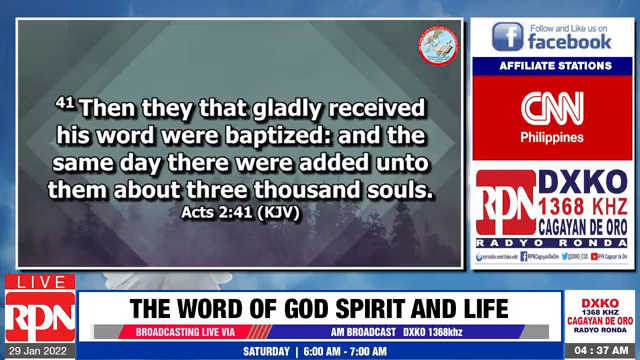 41 Then they that gladly received
his word were baptized: and the
same day there were added unto
them about three thousand souls.
Acts 2:41 (KJV)
Follow and Like us on
facebook
AFFILIATE STATIONS
CNN
Philippines
RPN
DXKO
1368 KHZ
CAGAYAN DE ORO
RADYO RONDA
LIVE
RPN
29 Jan 2022
THE WORD OF GOD SPIRIT AND LIFE
BROADCASTING LIVE VIA
AM BROADCAST DXKO 1368khz
SATURDAY | 6:00 AM - 7:00 AM
DXKO
1368 KHZ
CAGAYAN DE ORO
RADYO RONDA
04 : 37 AM